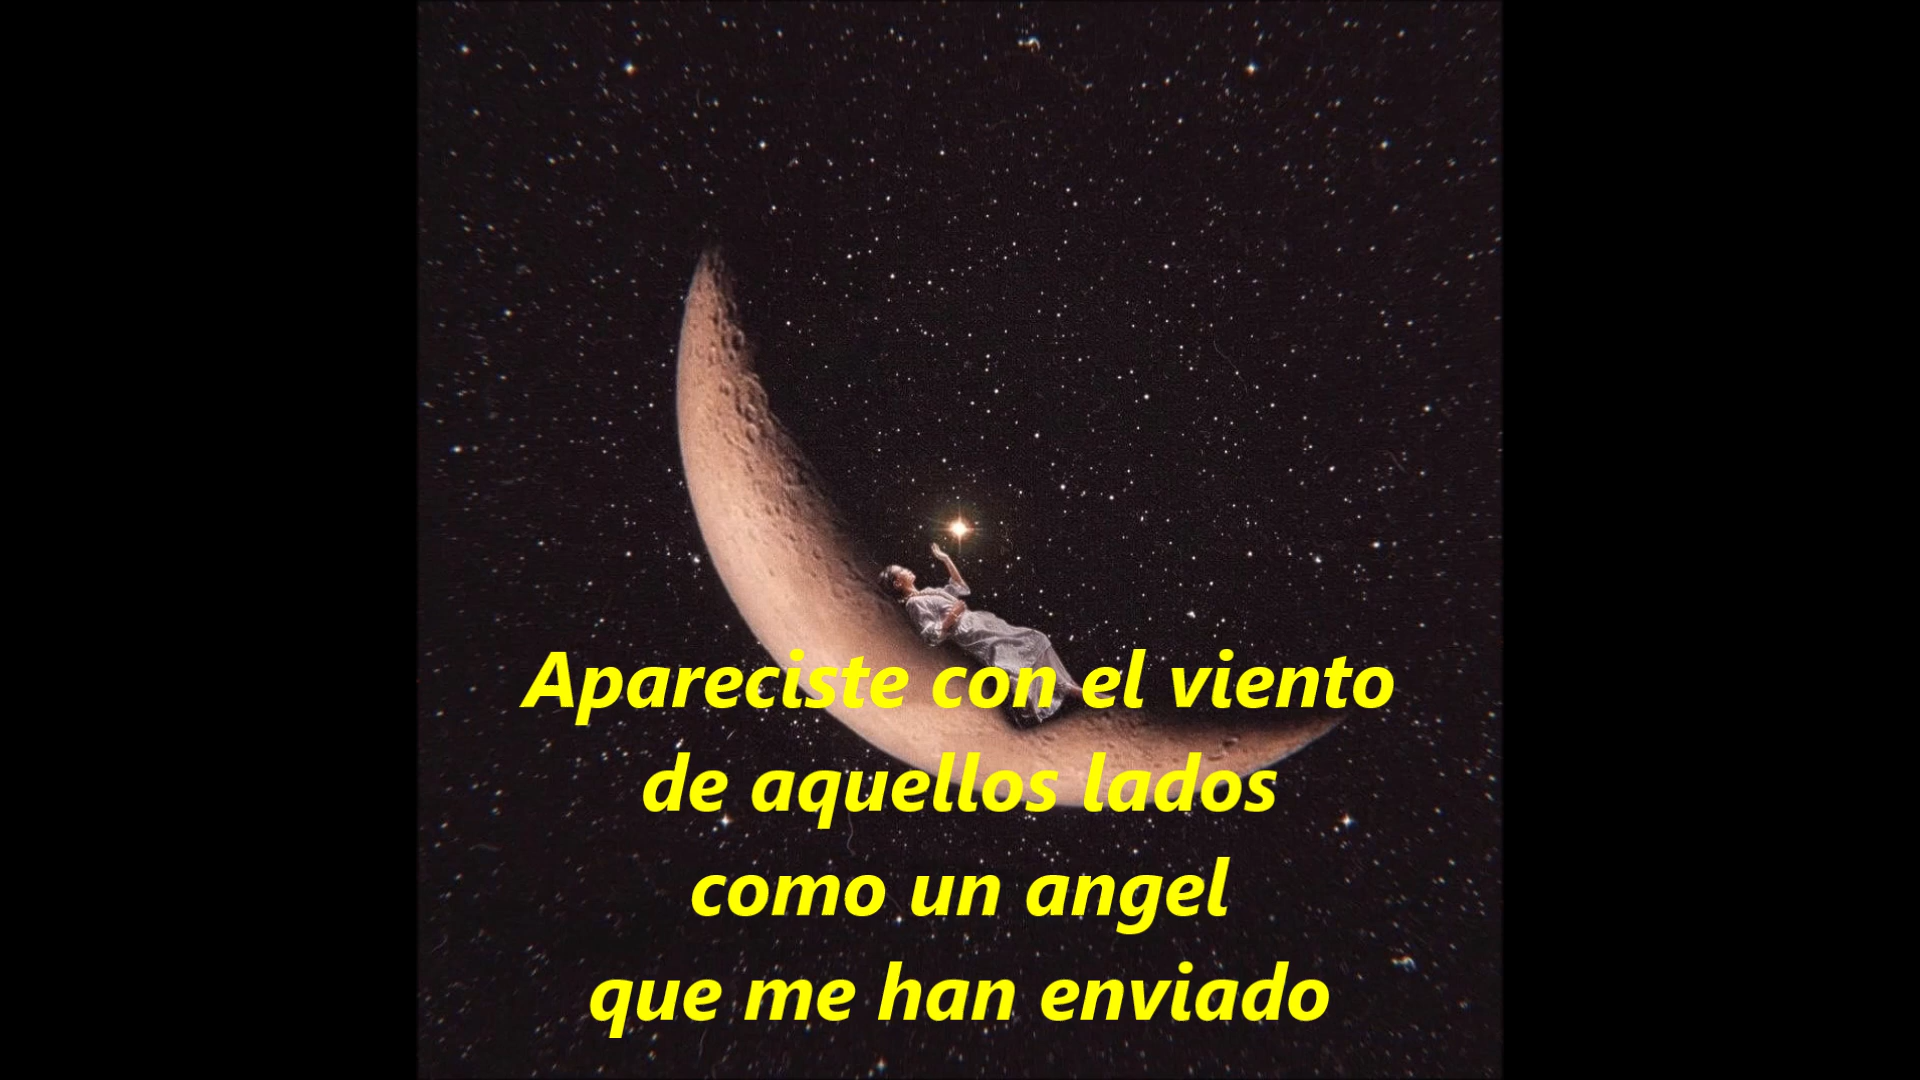 Apareciste con el viento
de aquellos lados
como un angel
que me han enviado